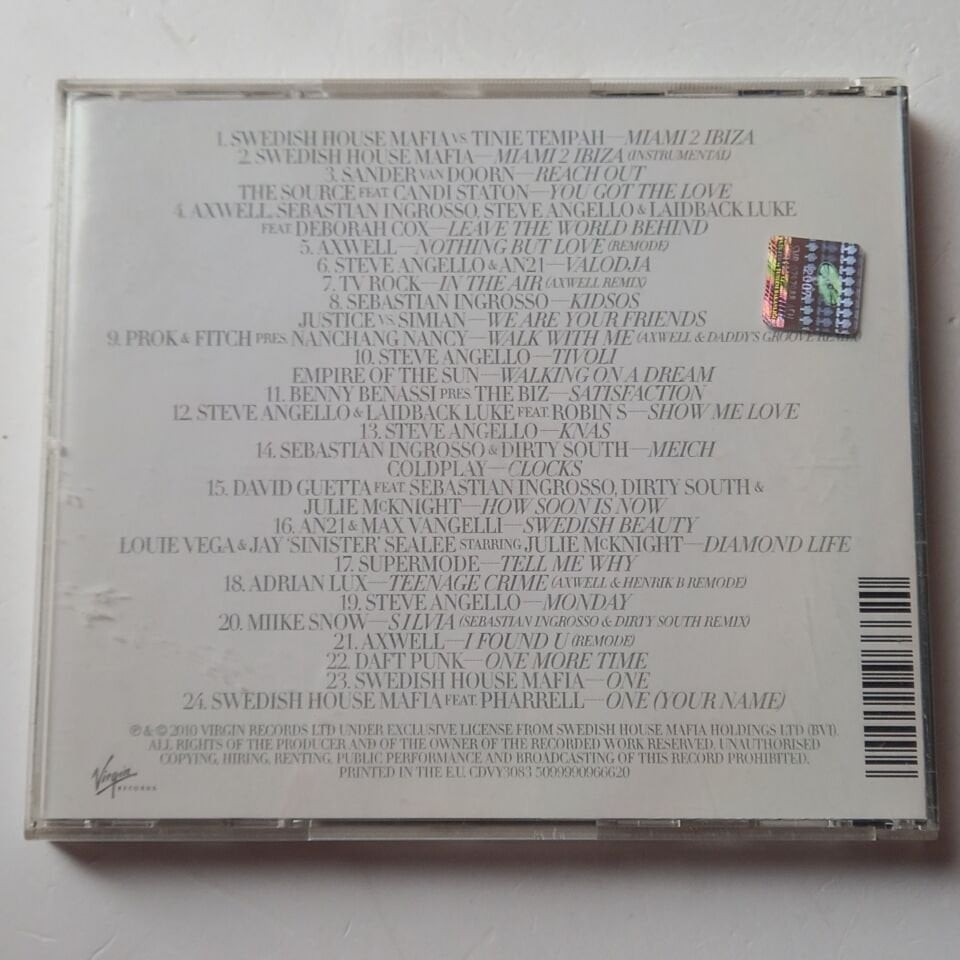 1. SWEDISH HOUSE MAFIA VS TINIE TEMPAH—MIAMI 2 IBIZA
2. SWEDISH HOUSE MAFIA—MIAMI 2 IBIZA (INSTRUMENTAL)
3. SANDER VAN DOORN—REACH OUT
THE SOURCE FEAT. CANDI STATON—YOU GOT THE LOVE
4. AXWELL, SEBASTIAN INGROSSO, STEVE ANGELLO & LAIDBACK LUKE
FEAT. DEBORAH COX—LEAVE THE WORLD BEHIND
5. AXWELL—NOTHING BUT LOVE (REMODE)
6. STEVE ANGELLO & AN21—VALODJA
7. TV ROCK—IN THE AIR (AXWELL REMIX)
8. SEBASTIAN INGROSSO—KIDSOS
JUSTICE VS. SIMIAN—WE ARE YOUR FRIENDS
9. PROK & FITCH PRES. NANCHANG NANCY—WALK WITH ME (AXWELL & DADDY'S GROOVE REMIX)
10. STEVE ANGELLO—TIVOLI
EMPIRE OF THE SUN—WALKING ON A DREAM
11. BENNY BENASSI PRES. THE BIZ—SATISFACTION
12. STEVE ANGELLO & LAIDBACK LUKE FEAT. ROBIN S—SHOW ME LOVE
13. STEVE ANGELLO—KNAS
14. SEBASTIAN INGROSSO & DIRTY SOUTH—MEICH
COLDPLAY—CLOCKS
15. DAVID GUETTA FEAT. SEBASTIAN INGROSSO, DIRTY SOUTH &
JULIE McKNIGHT—HOW SOON IS NOW
16. AN21 & MAX VANGELLI—SWEDISH BEAUTY
LOUIE VEGA & JAY 'SINISTER' SEALEE STARRING JULIE McKNIGHT—DIAMOND LIFE
17. SUPERMODE—TELL ME WHY
18. ADRIAN LUX—TEENAGE CRIME (AXWELL & HENRIK B REMODE)
19. STEVE ANGELLO—MONDAY
20. MIIKE SNOW—SILVIA (SEBASTIAN INGROSSO & DIRTY SOUTH REMIX)
21. AXWELL—I FOUND U (REMODE)
22. DAFT PUNK—ONE MORE TIME
23. SWEDISH HOUSE MAFIA—ONE
24. SWEDISH HOUSE MAFIA FEAT. PHARRELL—ONE (YOUR NAME)
℗ & © 2010 VIRGIN RECORDS LTD UNDER EXCLUSIVE LICENSE FROM SWEDISH HOUSE MAFIA HOLDINGS LTD (BVI).
ALL RIGHTS OF THE PRODUCER AND OF THE OWNER OF THE RECORDED WORK RESERVED. UNAUTHORISED
COPYING, HIRING, RENTING, PUBLIC PERFORMANCE AND BROADCASTING OF THIS RECORD PROHIBITED.
PRINTED IN THE E.U. CDVY3083 5099990966620
Virgin
RECORDS